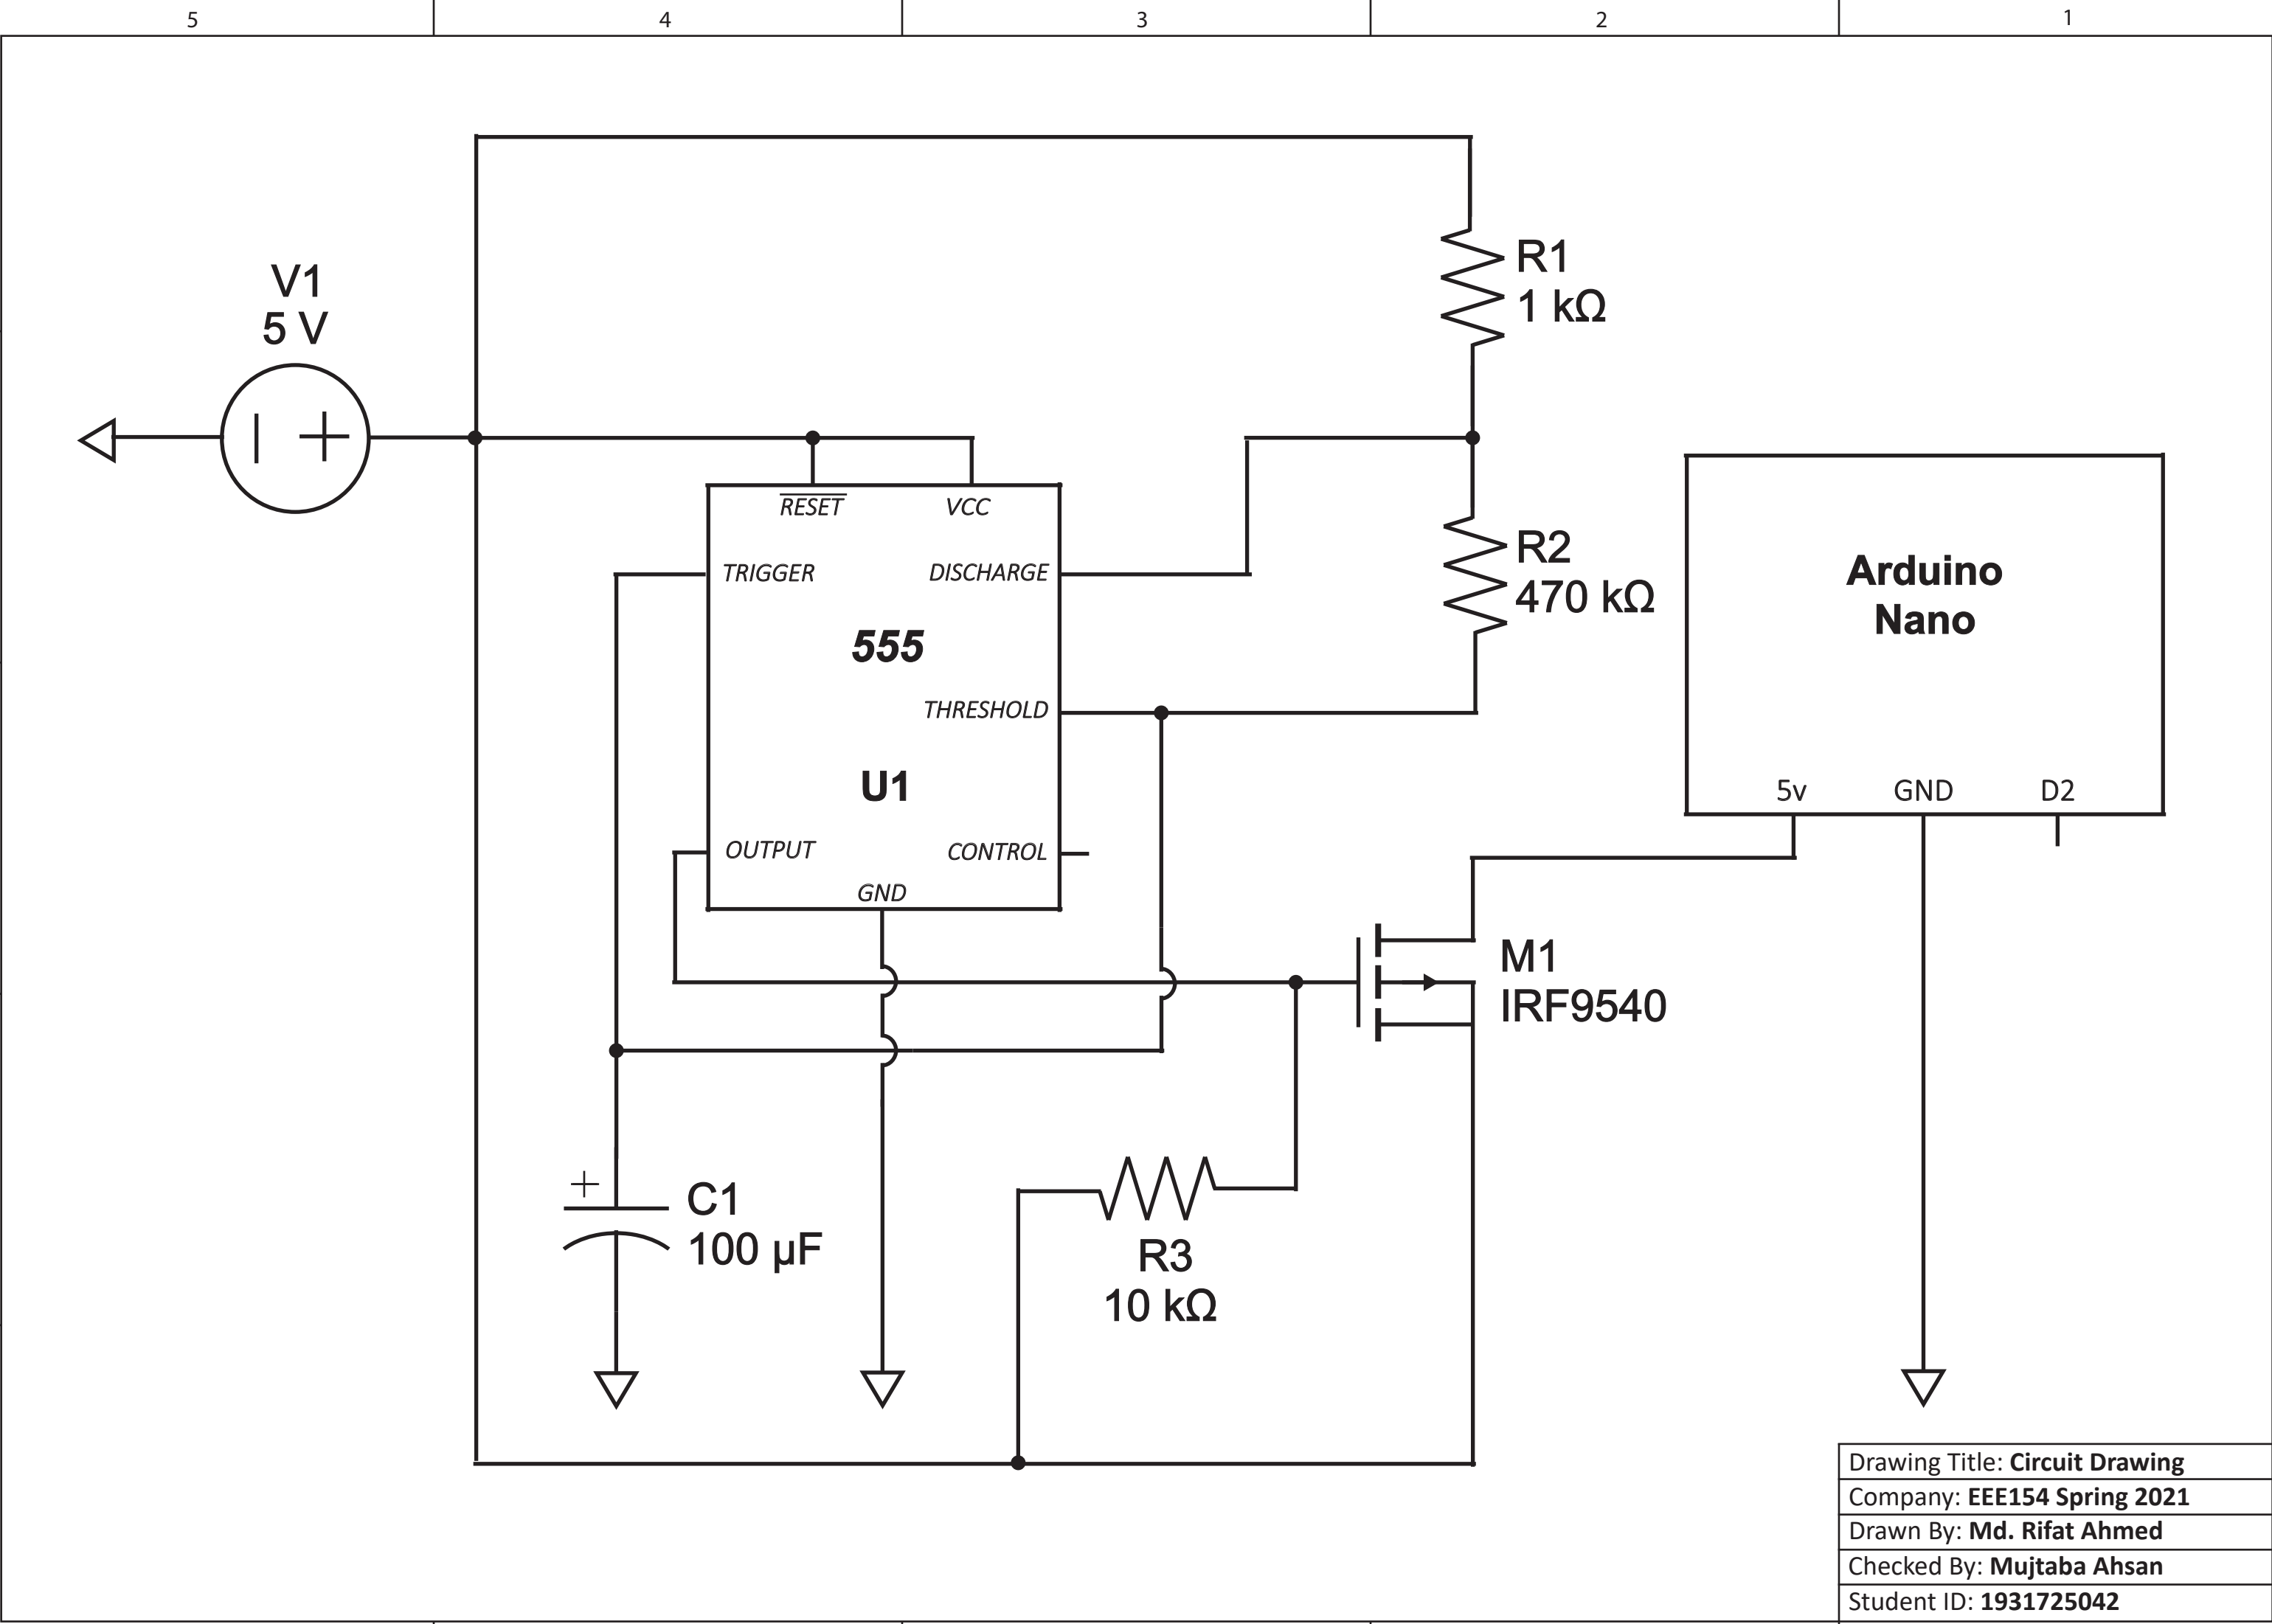 5 4 3 2 1
V1
5 V
R1
1 kΩ
RESET VCC
TRIGGER DISCHARGE
555
THRESHOLD
U1
OUTPUT CONTROL
GND
R2
470 kΩ
Arduino
Nano
5v GND D2
M1
IRF9540
+
C1
100 µF
R3
10 kΩ
Drawing Title: Circuit Drawing
Company: EEE154 Spring 2021
Drawn By: Md. Rifat Ahmed
Checked By: Mujtaba Ahsan
Student ID: 1931725042